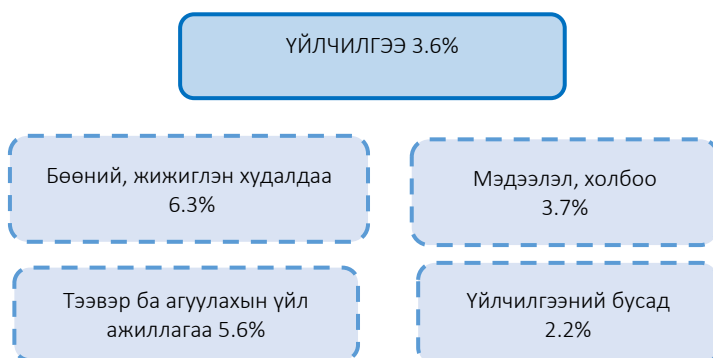 ҮЙЛЧИЛГЭЭ 3.6%
Бөөний, жижиглэн худалдаа
6.3%
Мэдээлэл, холбоо
3.7%
Тээвэр ба агуулахын үйл
ажиллагаа 5.6%
Үйлчилгээний бусад
2.2%